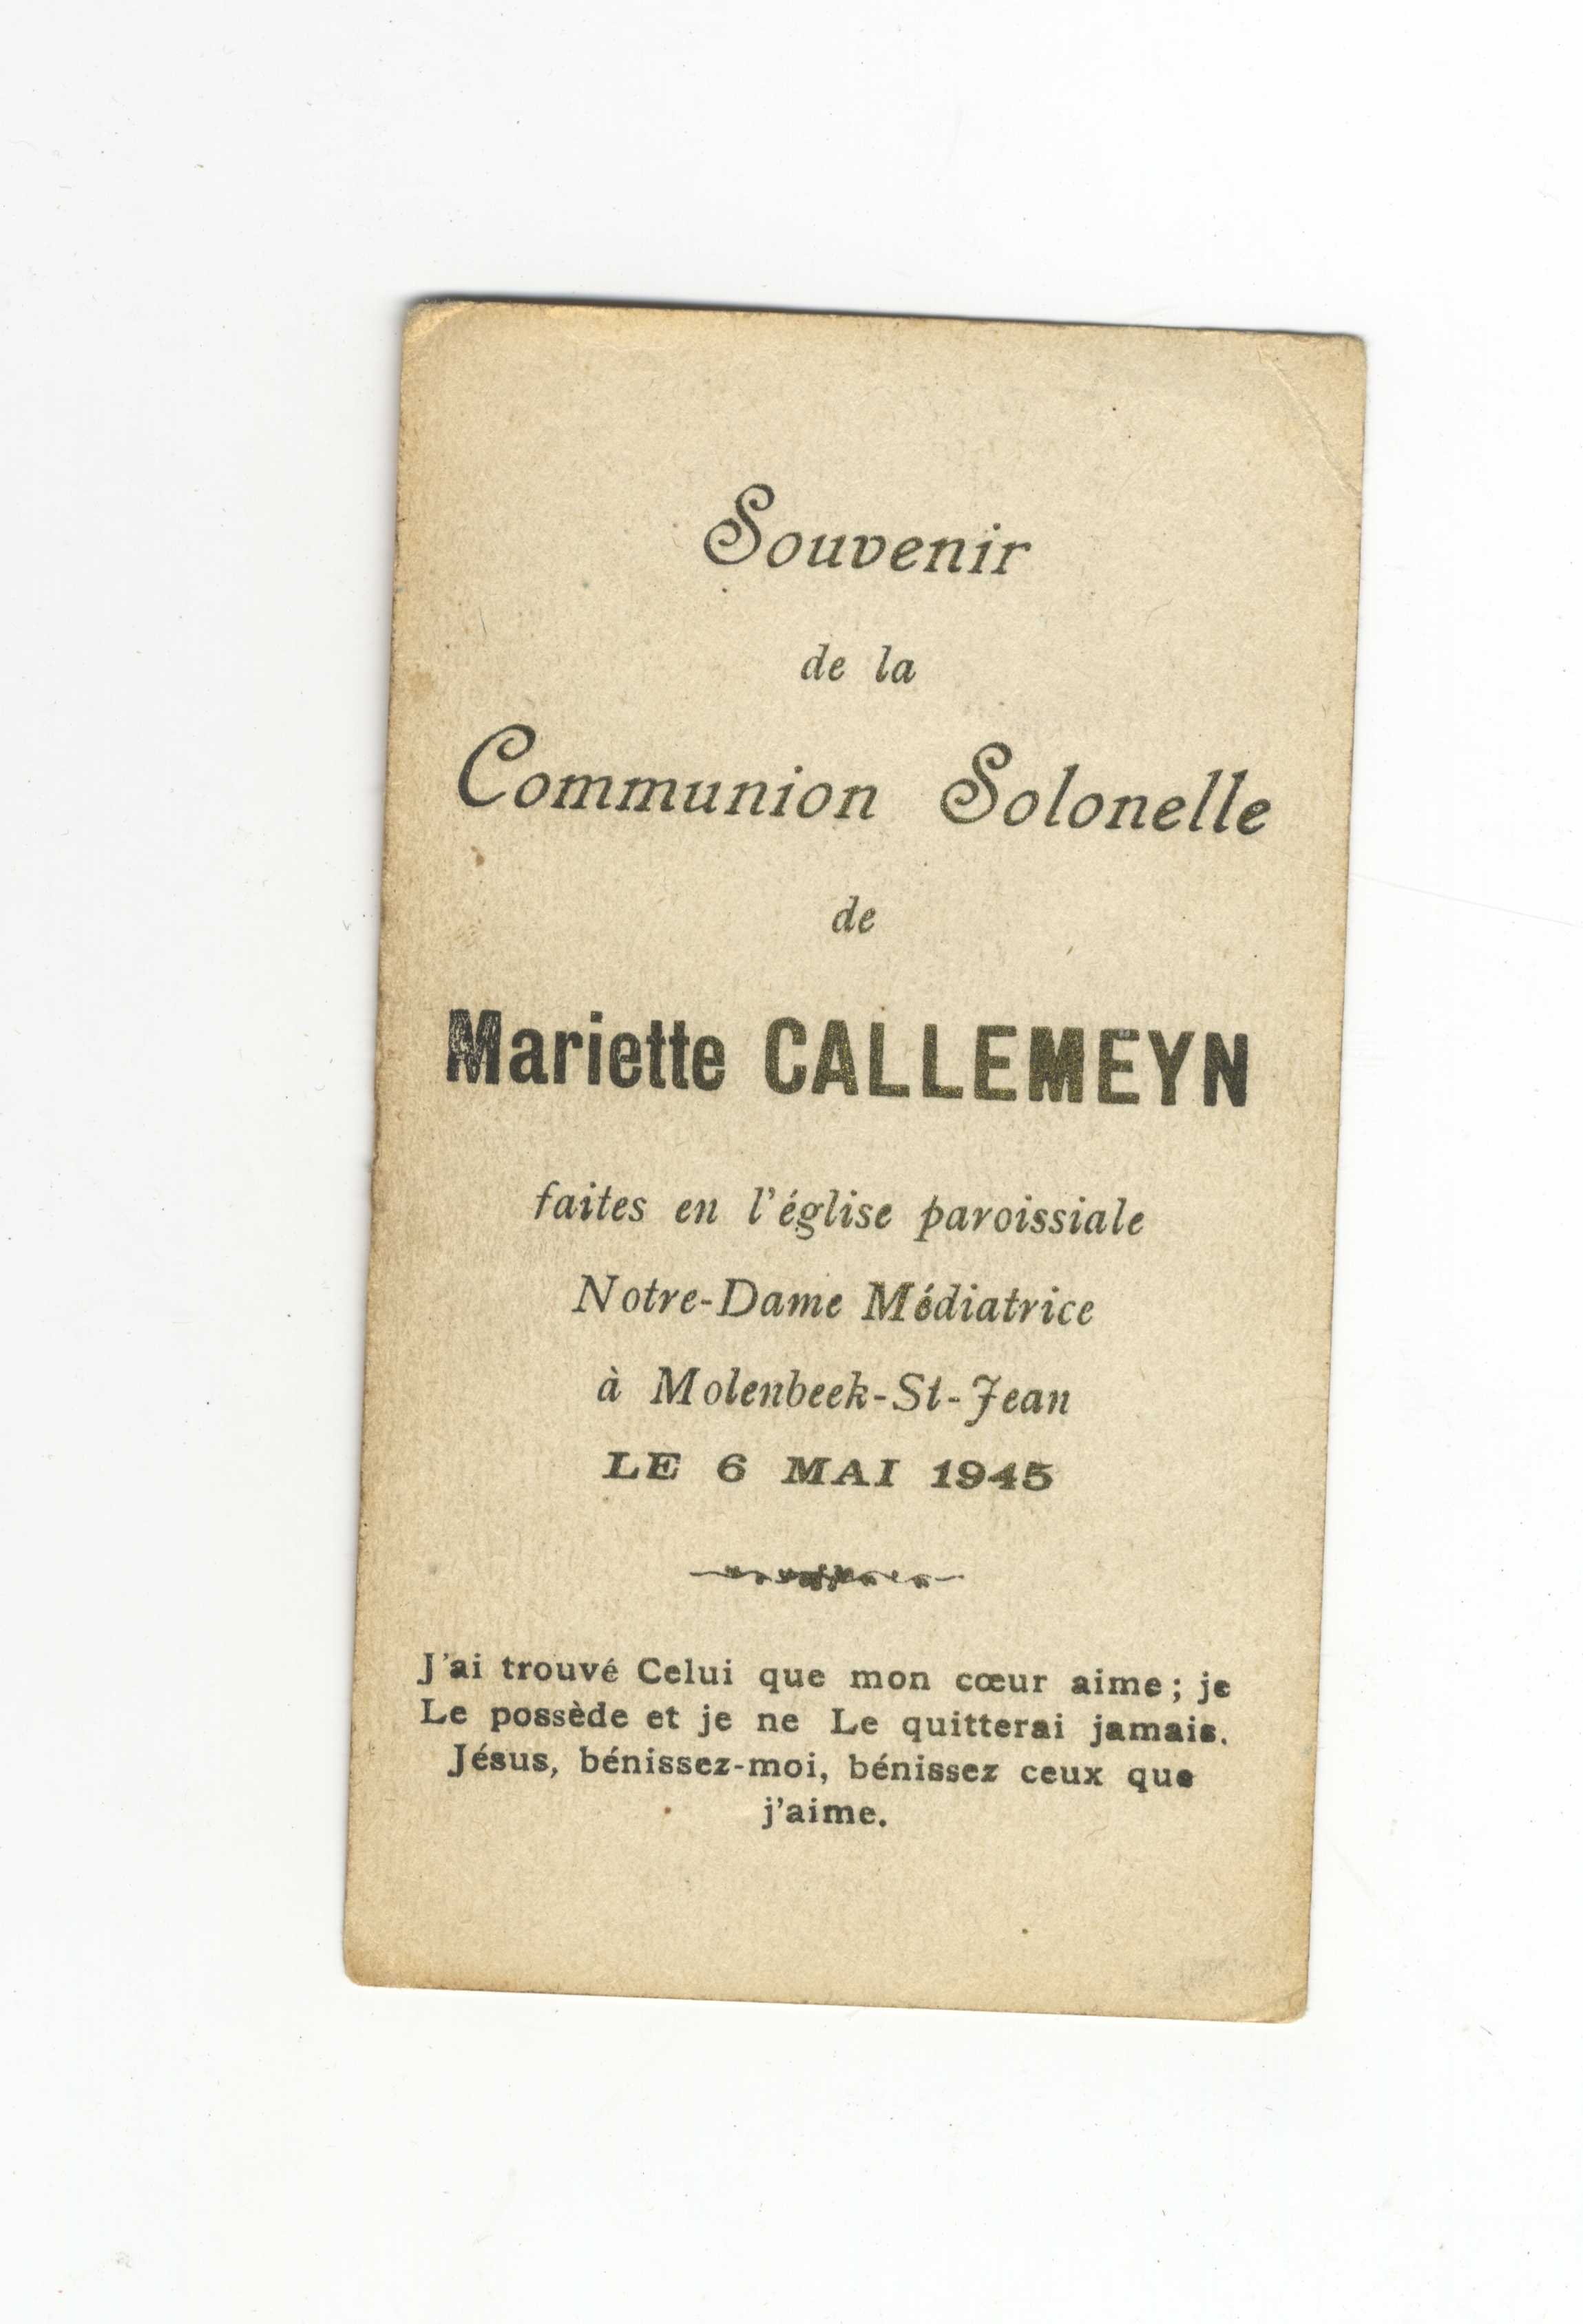 Souvenir
de la
Communion Solonelle
de
Mariette CALLEMEYN
faites en l'église paroissiale
Notre-Dame Médiatrice
à Molenbeek-St-Jean
LE 6 MAI 1945
J'ai trouvé Celui que mon cœur aime ; je
Le possède et je ne Le quitterai jamais.
Jésus, bénissez-moi, bénissez ceux que
j'aime.